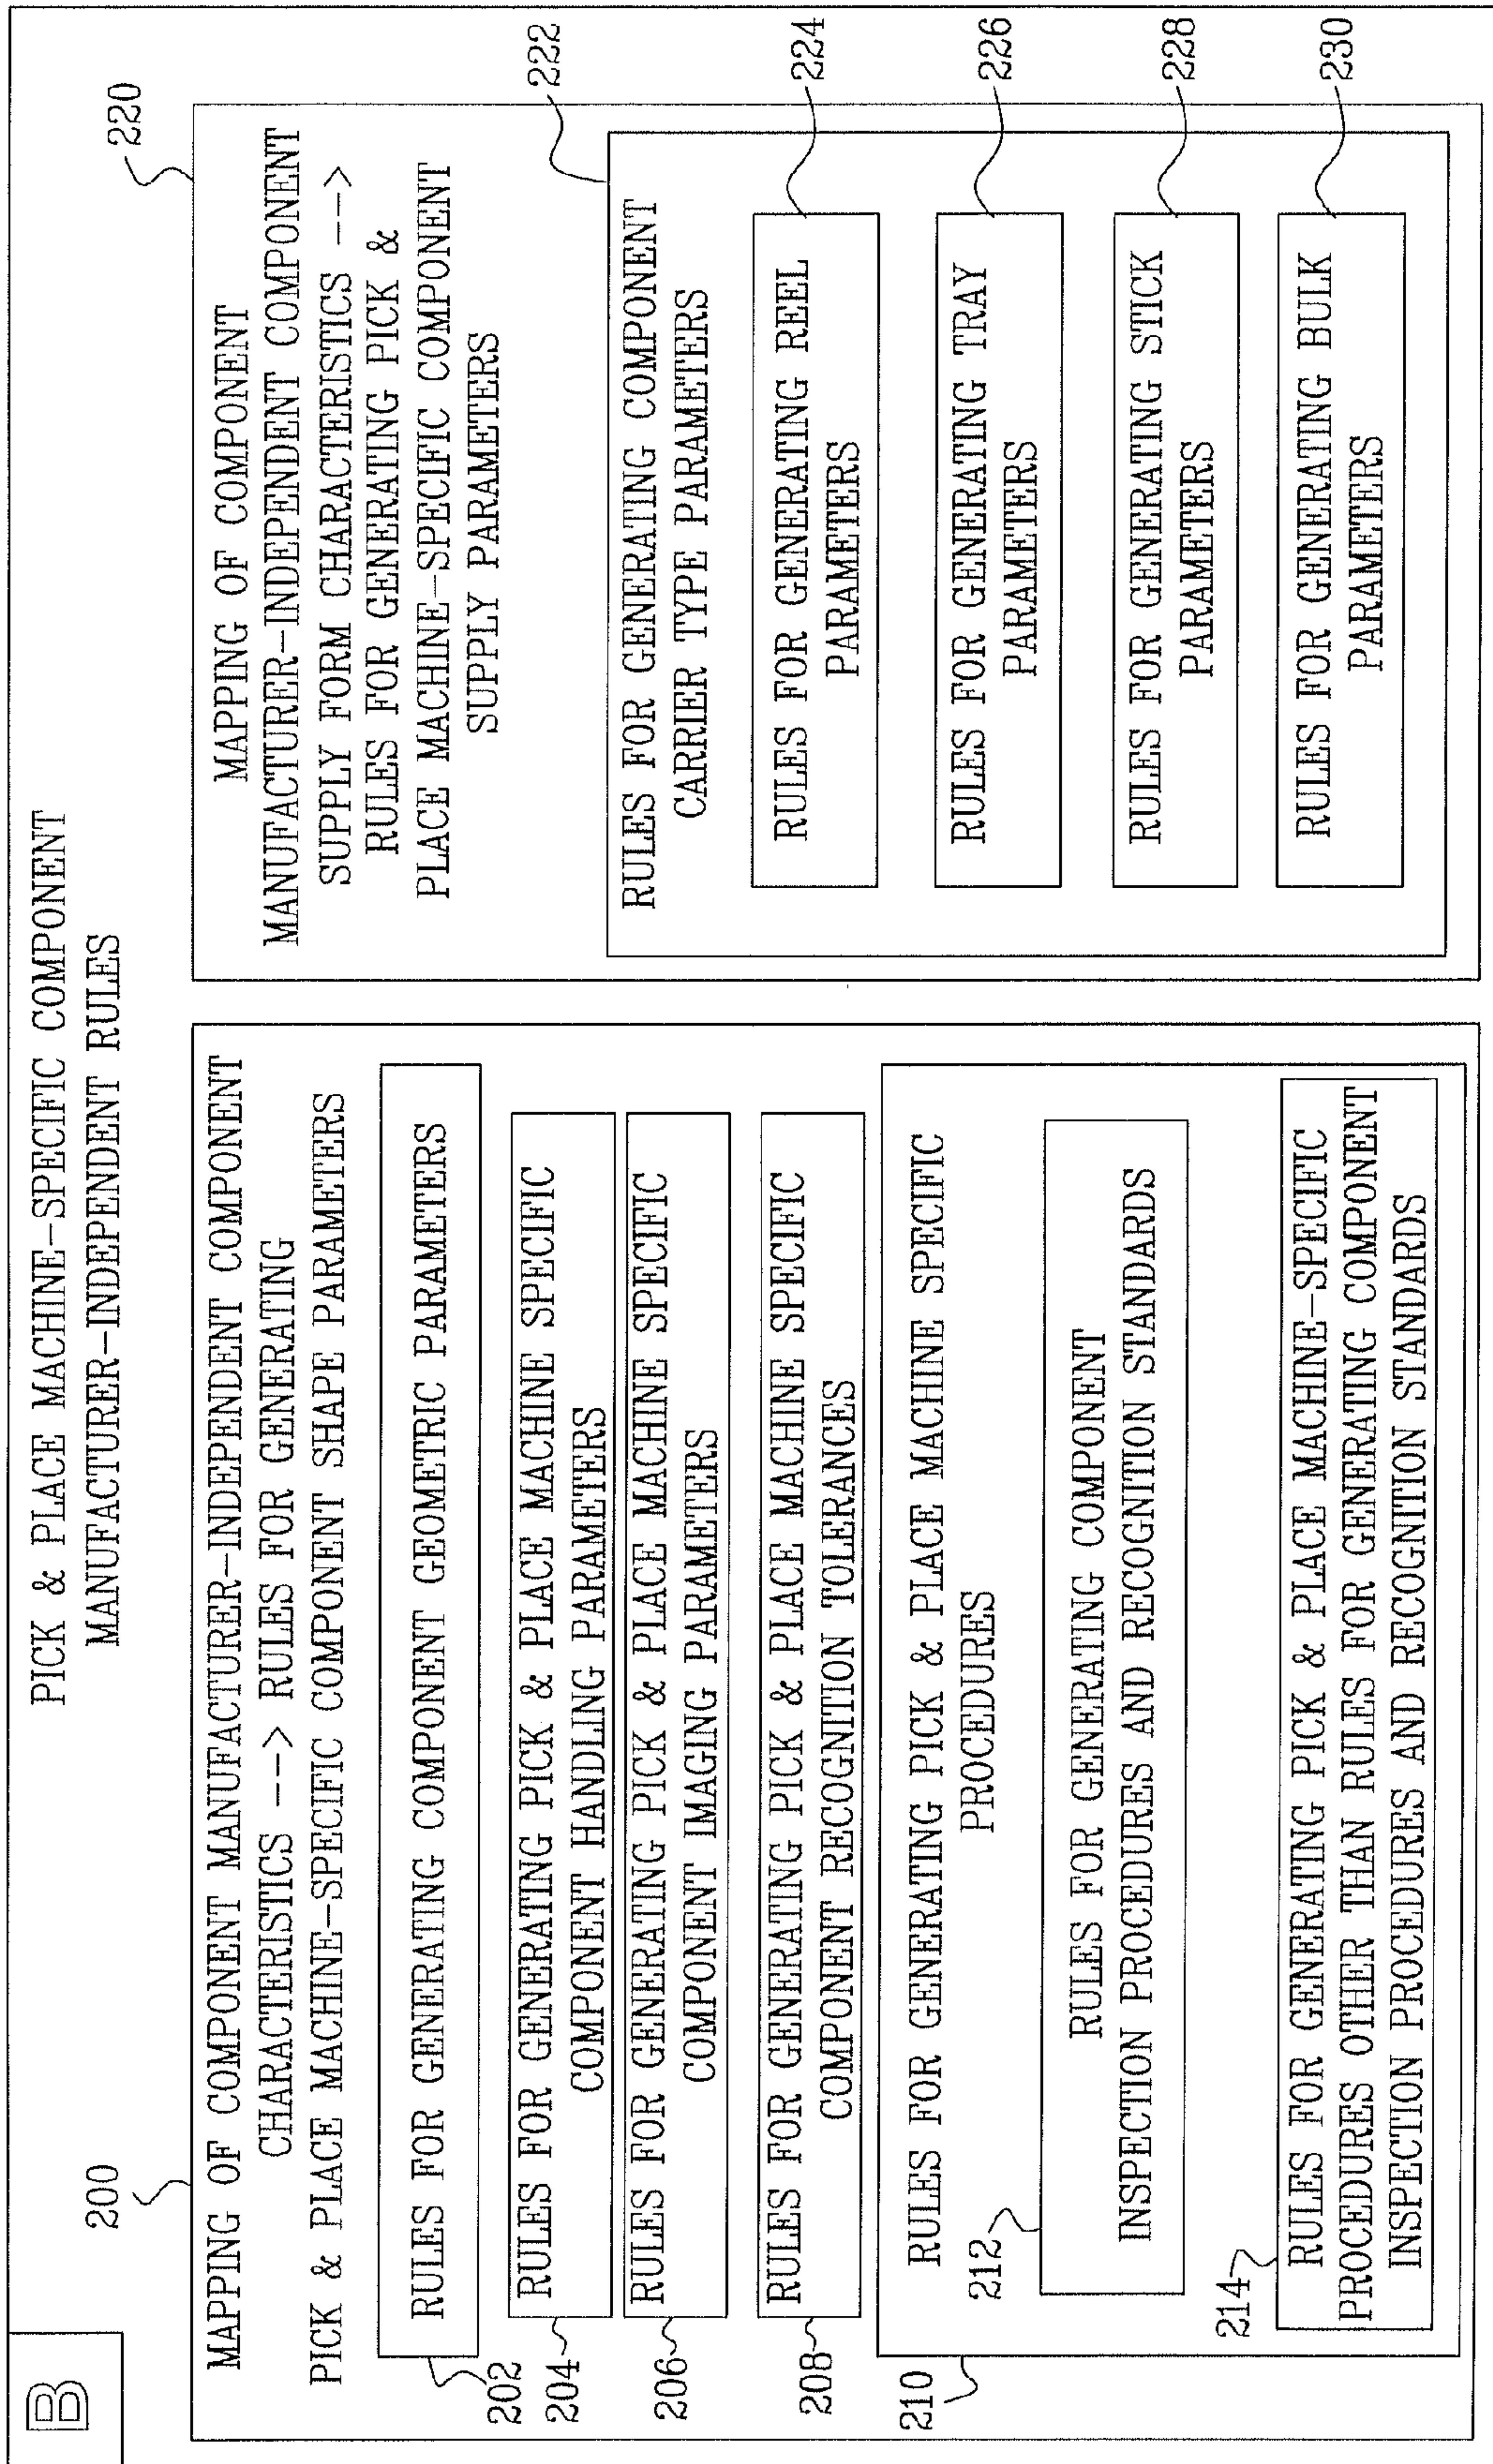 B
PICK & PLACE MACHINE-SPECIFIC COMPONENT
MANUFACTURER-INDEPENDENT RULES
200
MAPPING OF COMPONENT MANUFACTURER-INDEPENDENT COMPONENT
CHARACTERISTICS --> RULES FOR GENERATING
PICK & PLACE MACHINE-SPECIFIC COMPONENT SHAPE PARAMETERS
RULES FOR GENERATING COMPONENT GEOMETRIC PARAMETERS
202
RULES FOR GENERATING PICK & PLACE MACHINE SPECIFIC
COMPONENT HANDLING PARAMETERS
204
RULES FOR GENERATING PICK & PLACE MACHINE SPECIFIC
COMPONENT IMAGING PARAMETERS
206
RULES FOR GENERATING PICK & PLACE MACHINE SPECIFIC
COMPONENT RECOGNITION TOLERANCES
208
RULES FOR GENERATING PICK & PLACE MACHINE SPECIFIC
PROCEDURES
210
212
RULES FOR GENERATING COMPONENT
INSPECTION PROCEDURES AND RECOGNITION STANDARDS
214
RULES FOR GENERATING PICK & PLACE MACHINE-SPECIFIC
PROCEDURES OTHER THAN RULES FOR GENERATING COMPONENT
INSPECTION PROCEDURES AND RECOGNITION STANDARDS
220
MAPPING OF COMPONENT
MANUFACTURER-INDEPENDENT COMPONENT
SUPPLY FORM CHARACTERISTICS -->
RULES FOR GENERATING PICK &
PLACE MACHINE-SPECIFIC COMPONENT
SUPPLY PARAMETERS
222
RULES FOR GENERATING COMPONENT
CARRIER TYPE PARAMETERS
RULES FOR GENERATING REEL
PARAMETERS
224
RULES FOR GENERATING TRAY
PARAMETERS
226
RULES FOR GENERATING STICK
PARAMETERS
228
RULES FOR GENERATING BULK
PARAMETERS
230